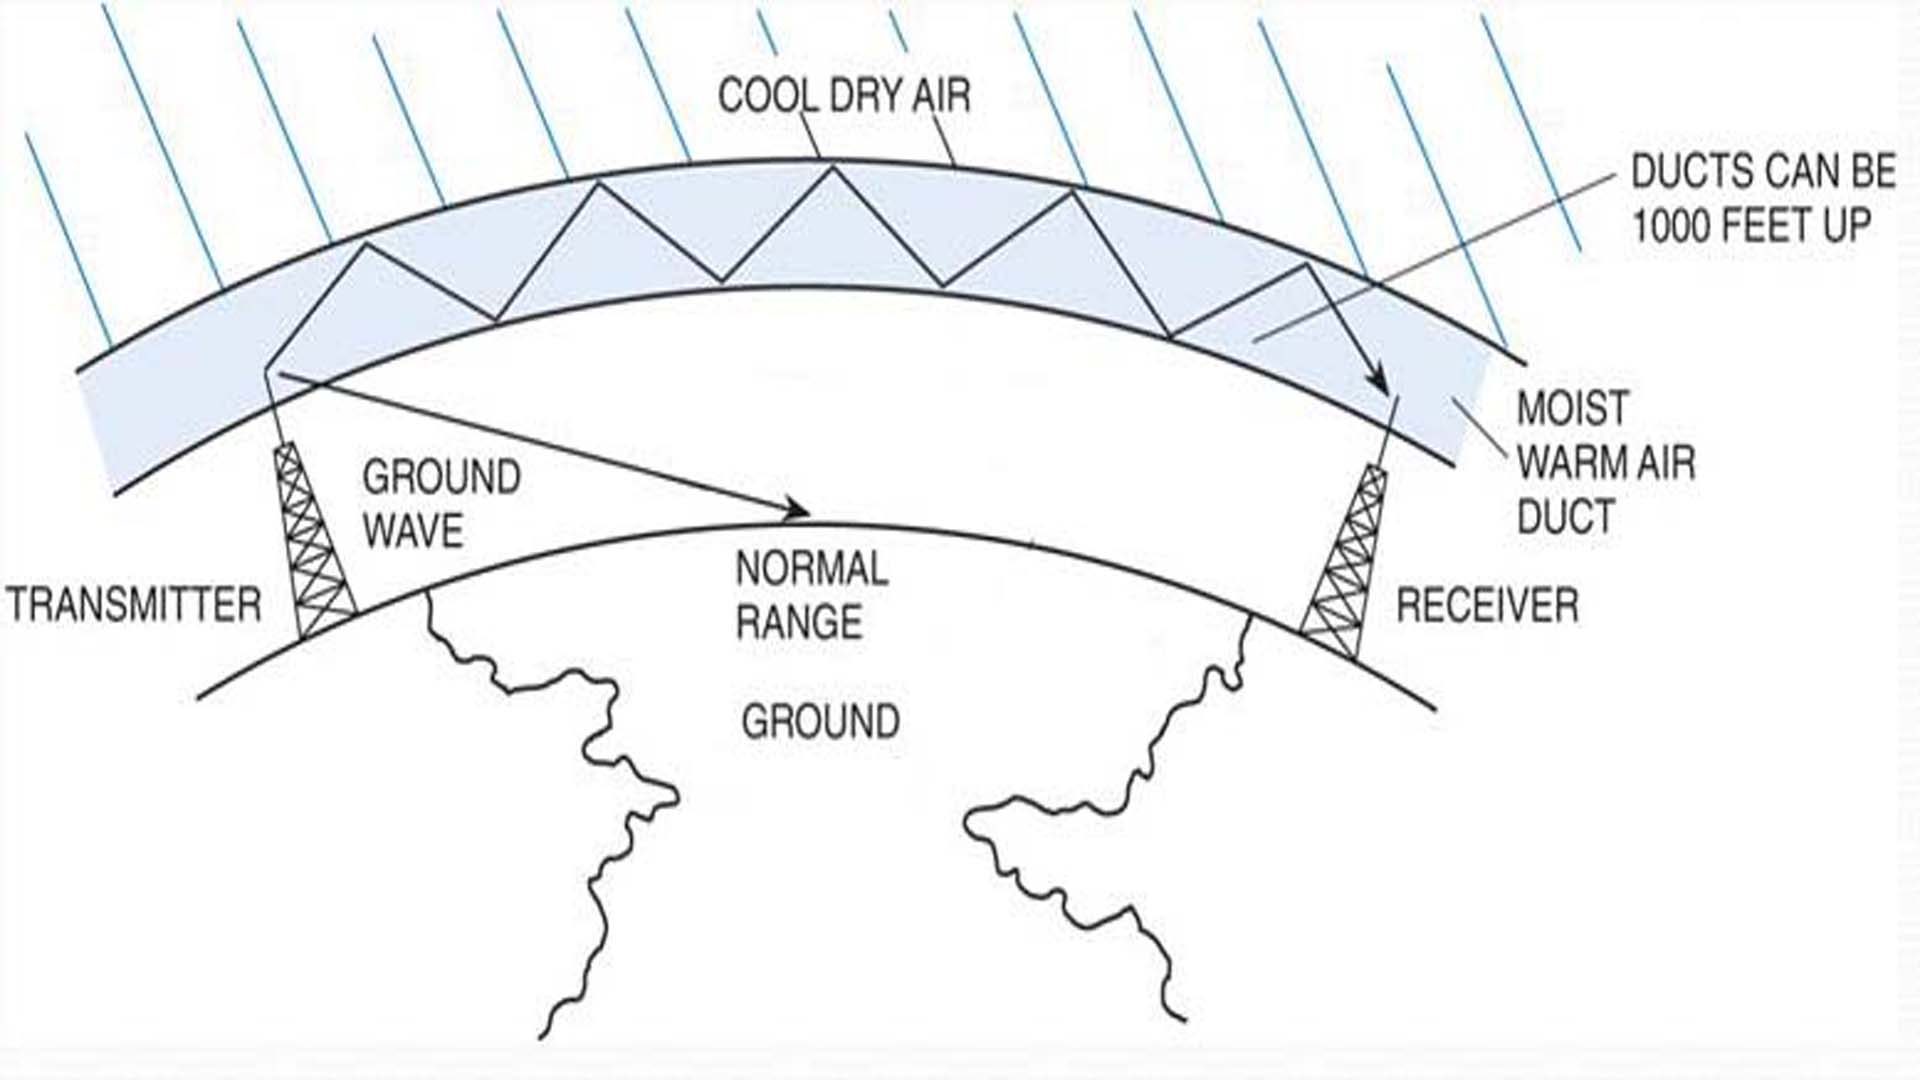 COOL DRY AIR
DUCTS CAN BE
1000 FEET UP
MOIST
WARM AIR
DUCT
GROUND
WAVE
NORMAL
RANGE
TRANSMITTER
RECEIVER
GROUND